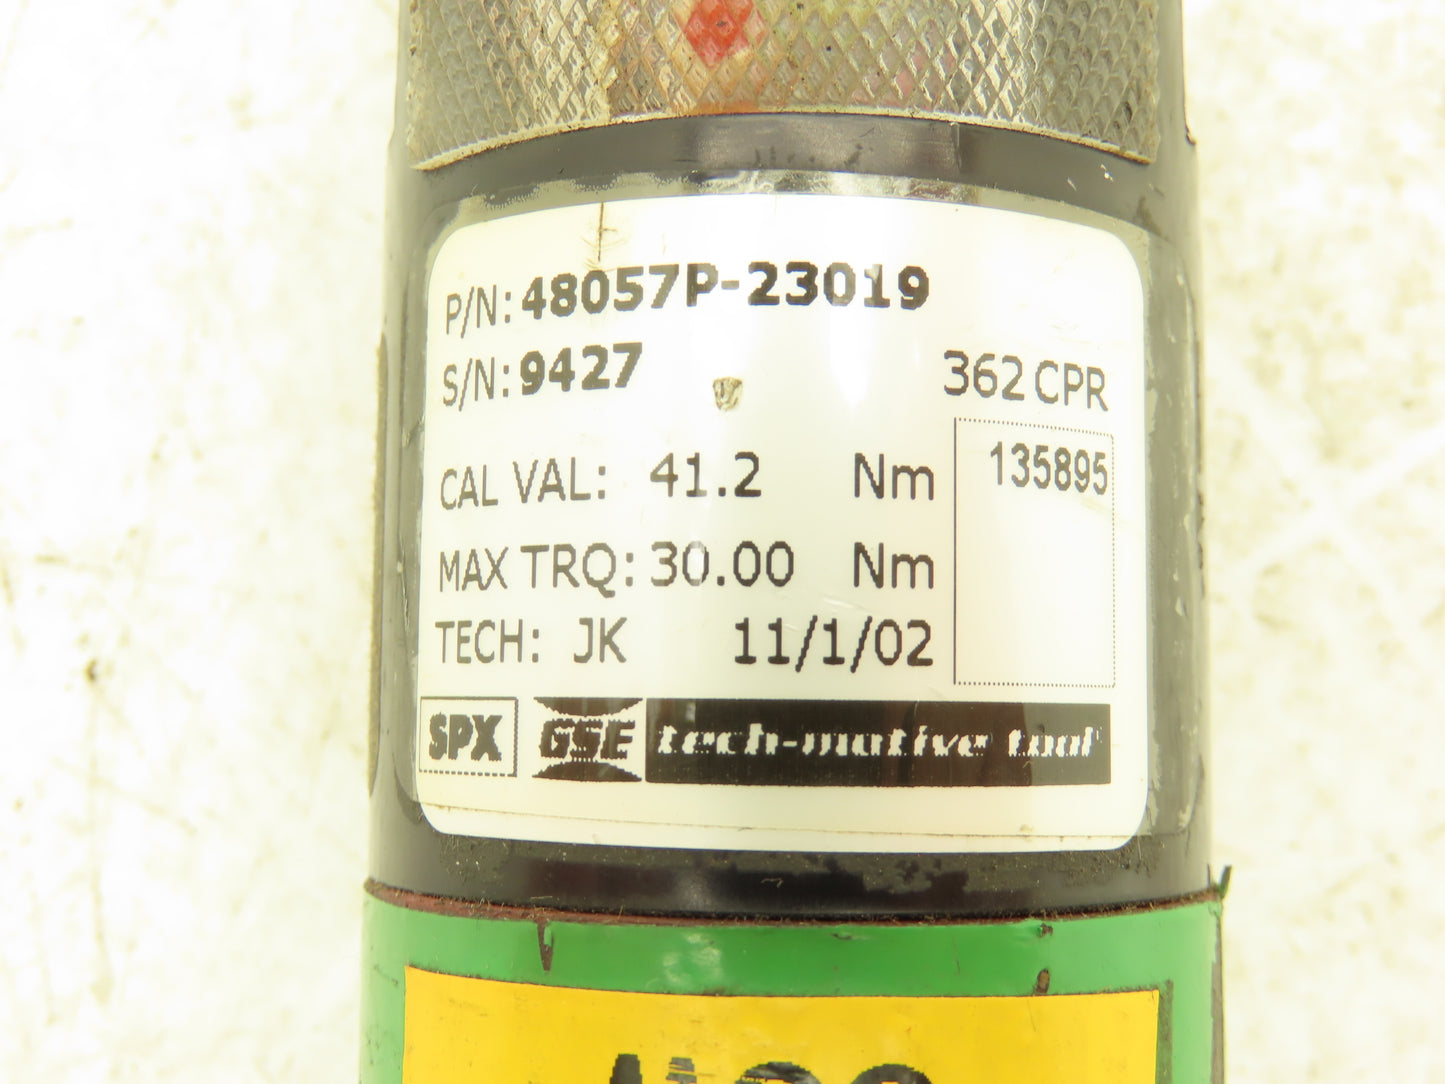 P/N: 48057P-23019
S/N: 9427 362 CPR
135895
CAL VAL: 41.2 Nm
MAX TRQ: 30.00 Nm
TECH: JK 11/1/02
SPX GSE tech-motive tool